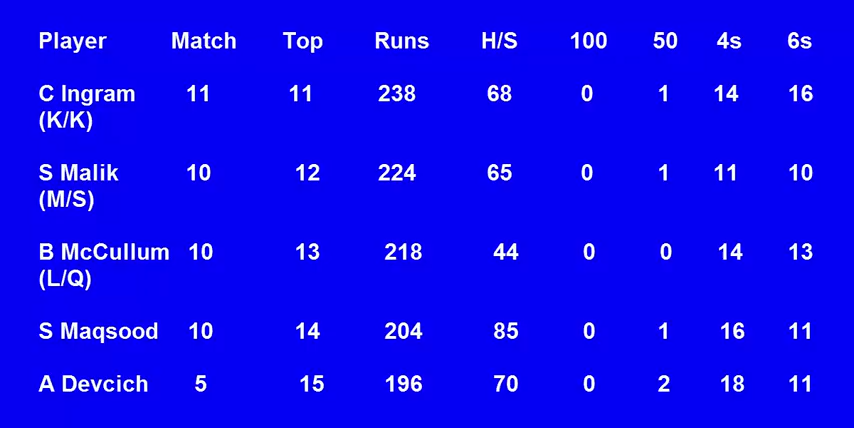 Player Match Top Runs H/S 100 50 4s 6s
C Ingram 11 11 238 68 0 1 14 16
(K/K)
S Malik 10 12 224 65 0 1 11 10
(M/S)
B McCullum 10 13 218 44 0 0 14 13
(L/Q)
S Maqsood 10 14 204 85 0 1 16 11
A Devcich 5 15 196 70 0 2 18 11